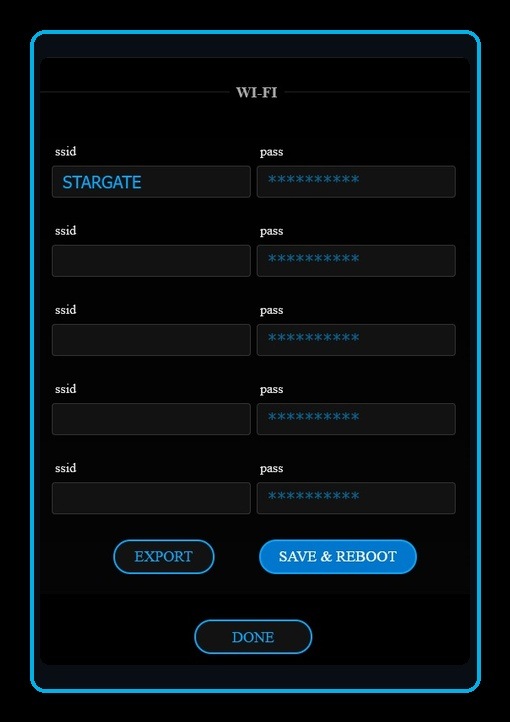 WI-FI
ssid pass
STARGATE **********
ssid pass
**********
ssid pass
**********
ssid pass
**********
ssid pass
**********
EXPORT SAVE & REBOOT
DONE